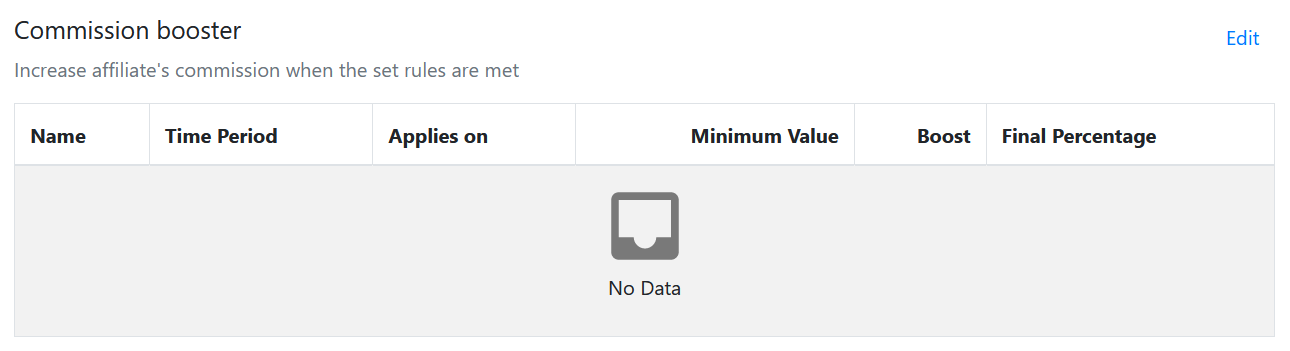 Commission booster
Edit
Increase affiliate's commission when the set rules are met
Name Time Period Applies on Minimum Value Boost Final Percentage
No Data